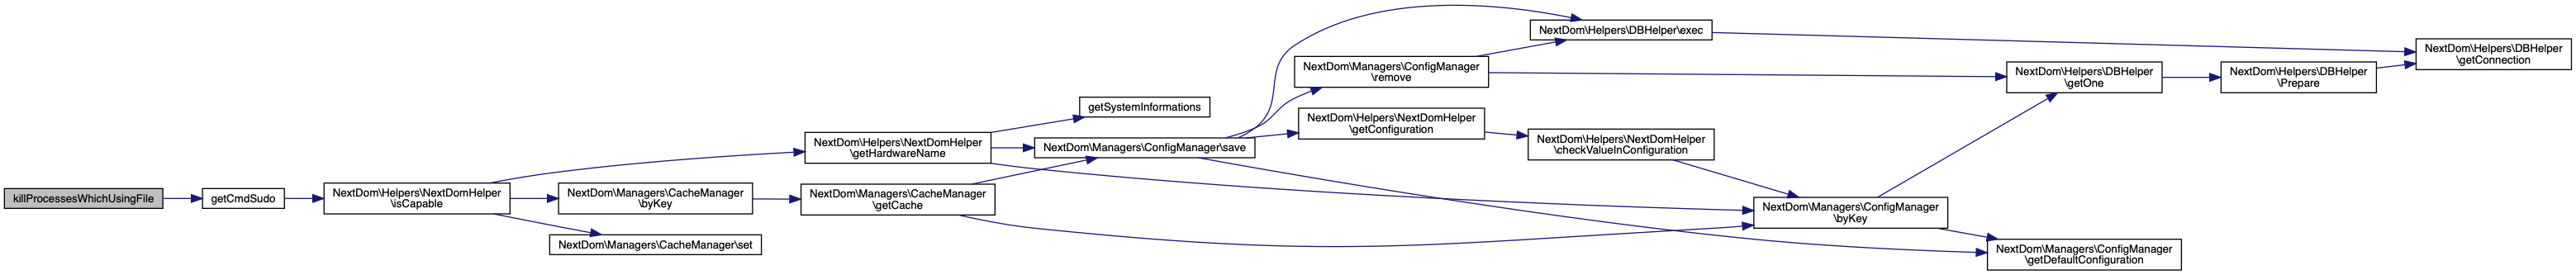 killProcessesWhichUsingFile
getCmdSudo
NextDom\Helpers\NextDomHelper
\isCapable
NextDom\Helpers\NextDomHelper
\getHardwareName
NextDom\Managers\CacheManager
\byKey
NextDom\Managers\CacheManager\set
getSystemInformations
NextDom\Managers\ConfigManager\save
NextDom\Managers\CacheManager
\getCache
NextDom\Helpers\DBHelper\exec
NextDom\Managers\ConfigManager
\remove
NextDom\Helpers\NextDomHelper
\getConfiguration
NextDom\Helpers\NextDomHelper
\checkValueInConfiguration
NextDom\Managers\ConfigManager
\byKey
NextDom\Helpers\DBHelper
\getOne
NextDom\Managers\ConfigManager
\getDefaultConfiguration
NextDom\Helpers\DBHelper
\Prepare
NextDom\Helpers\DBHelper
\getConnection